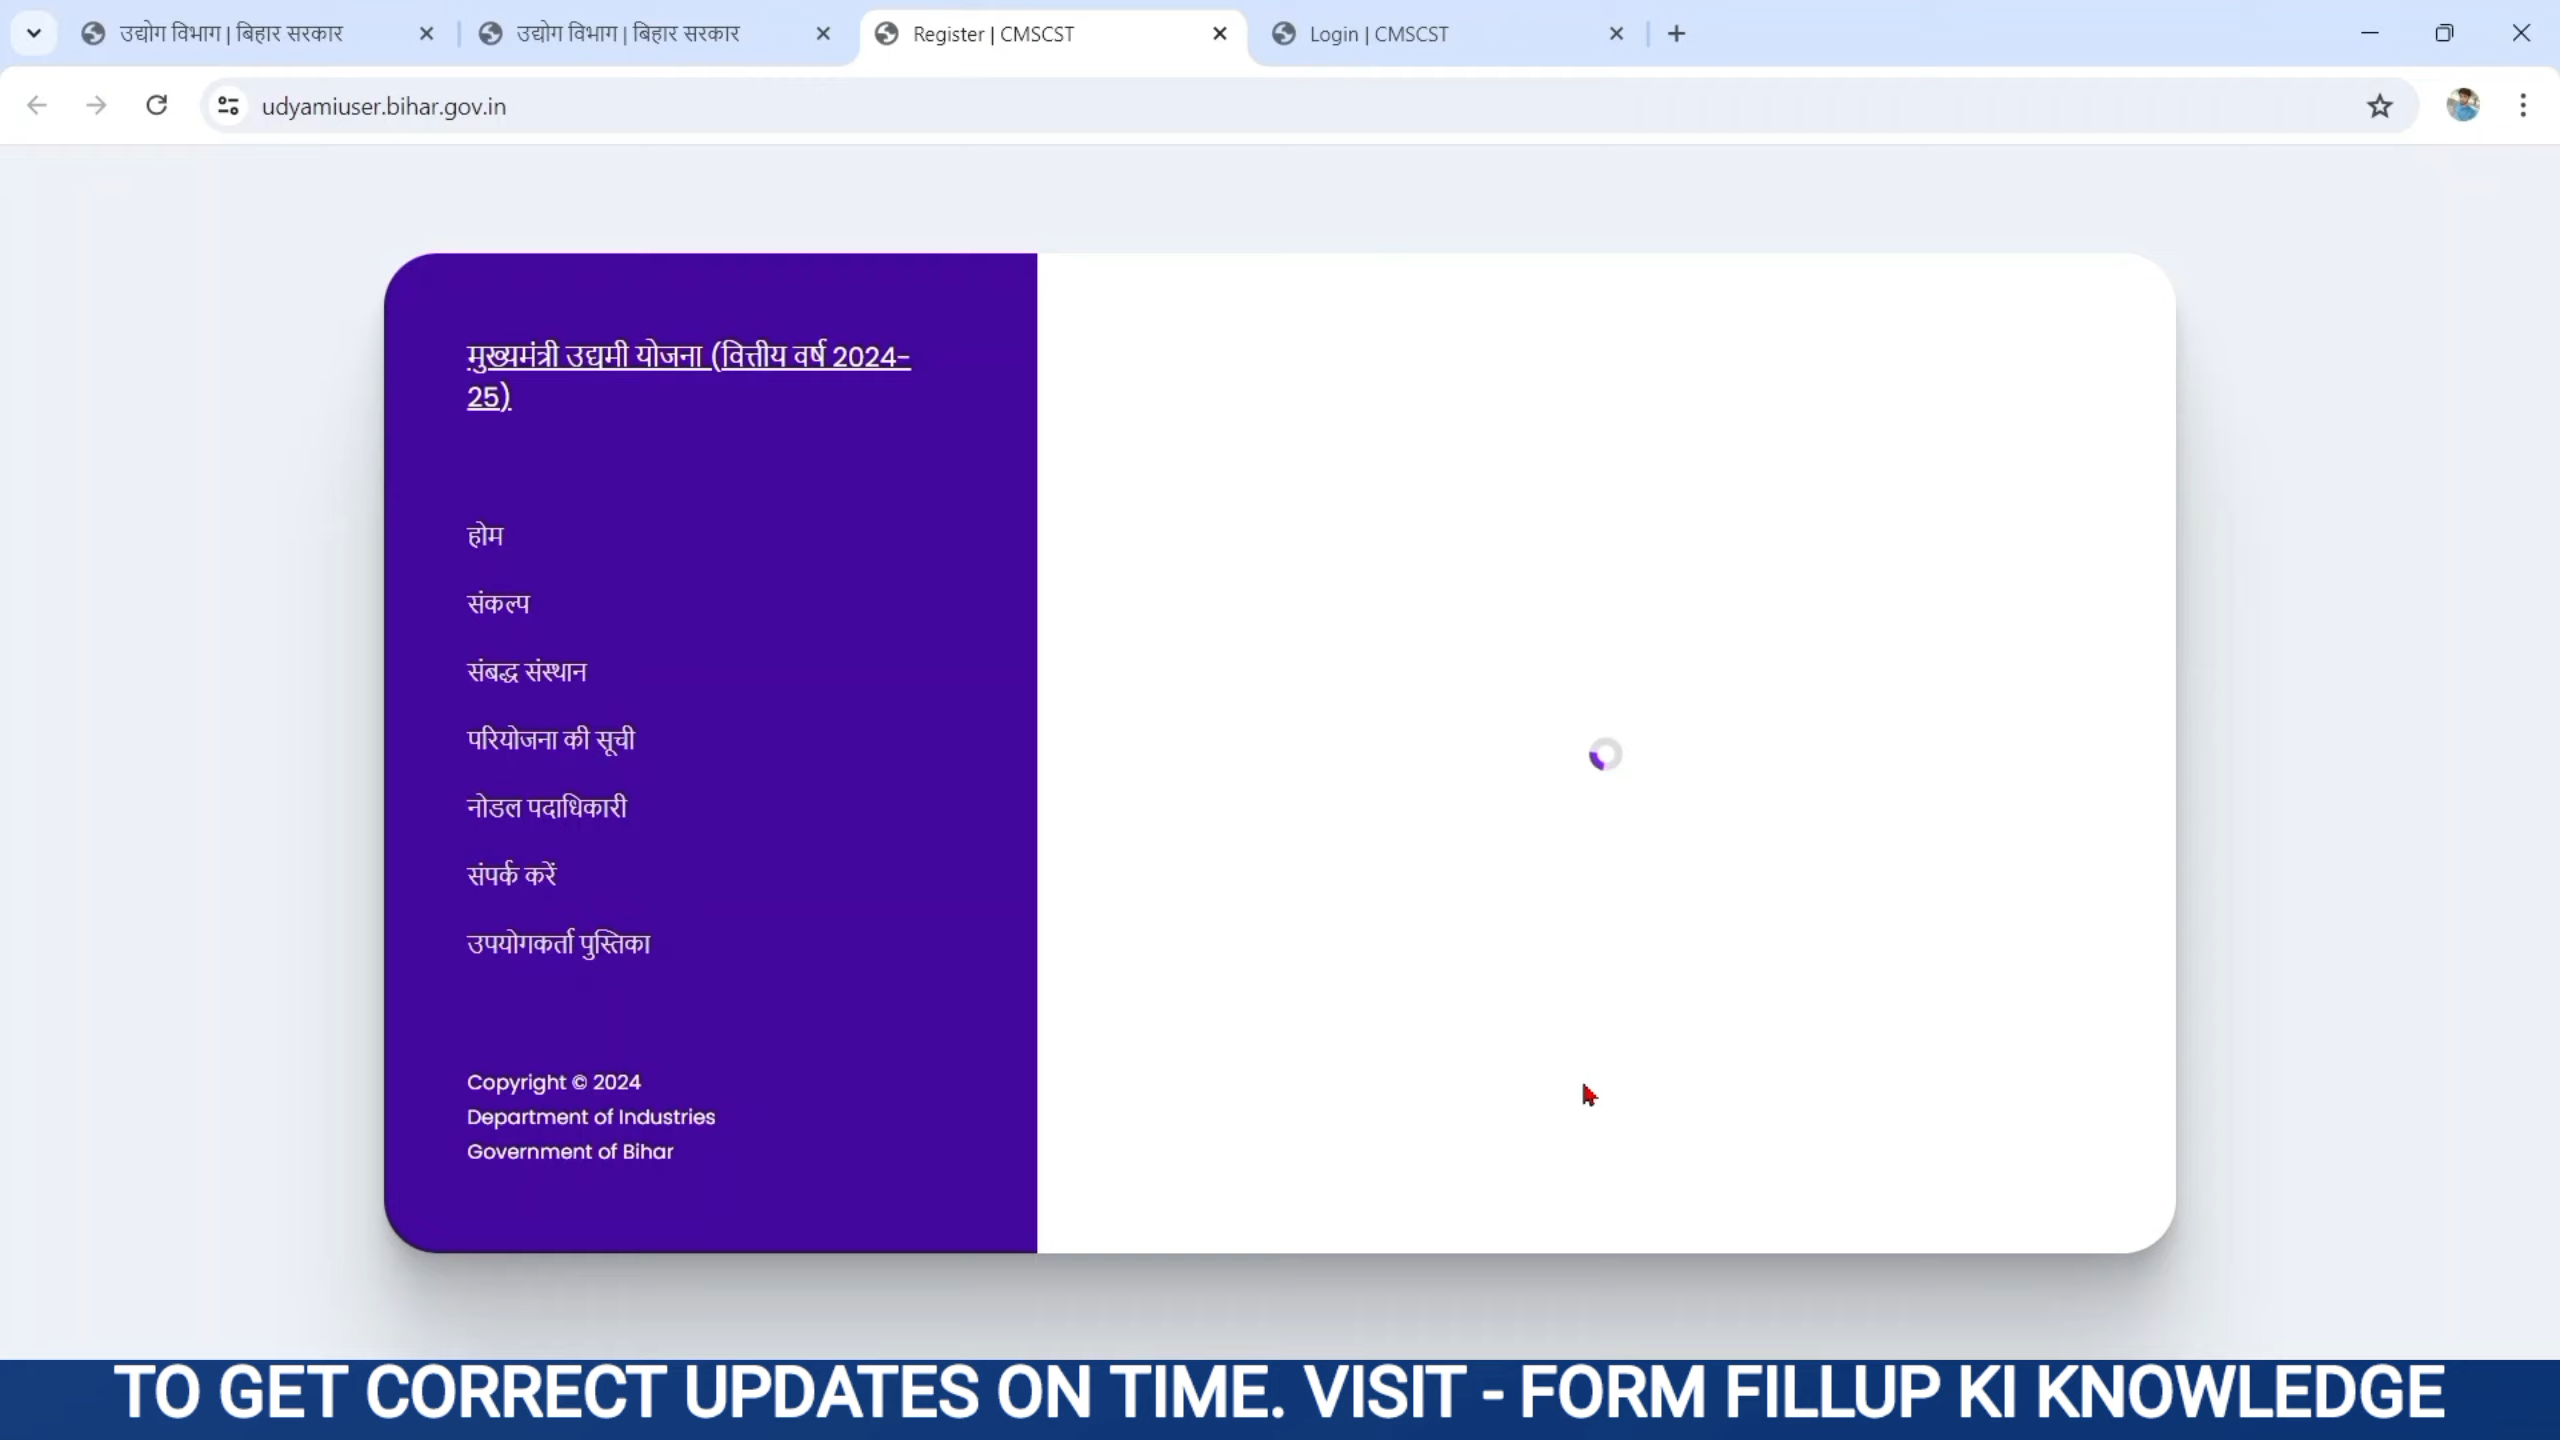 उद्योग विभाग | बिहार सरकार
उद्योग विभाग | बिहार सरकार
Register | CMSCST
Login | CMSCST
udyamiuser.bihar.gov.in
मुख्यमंत्री उद्यमी योजना (वित्तीय वर्ष 2024-
25)
होम
संकल्प
संबद्ध संस्थान
परियोजना की सूची
नोडल पदाधिकारी
संपर्क करें
उपयोगकर्ता पुस्तिका
Copyright © 2024
Department of Industries
Government of Bihar
TO GET CORRECT UPDATES ON TIME. VISIT - FORM FILLUP KI KNOWLEDGE